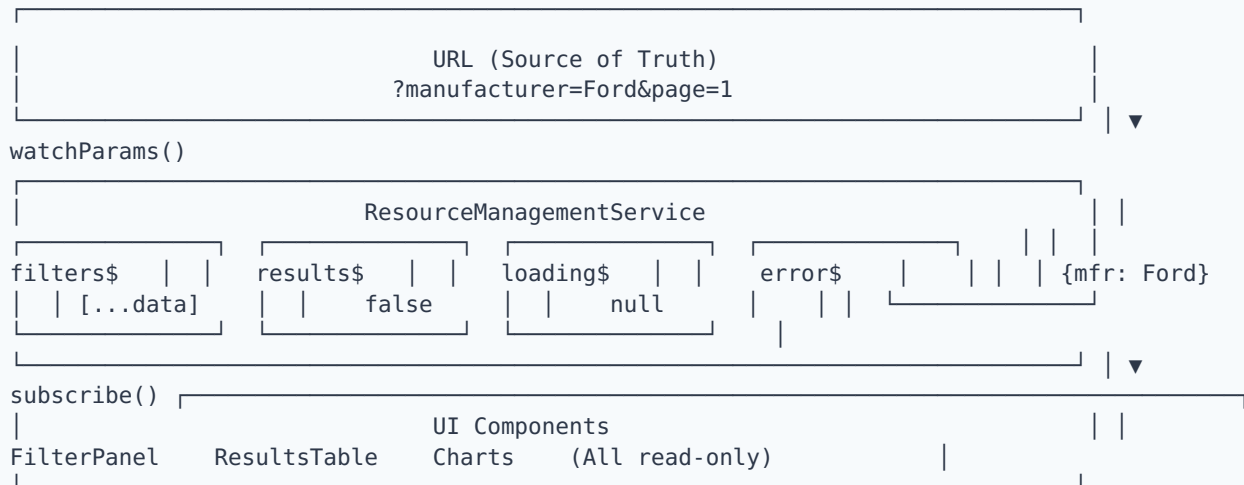 URL (Source of Truth)
?manufacturer=Ford&page=1
watchParams()
ResourceManagementService
filters$ results$ loading$ error$ {mfr: Ford}
[...data] false null
subscribe()
UI Components
FilterPanel ResultsTable Charts (All read-only)